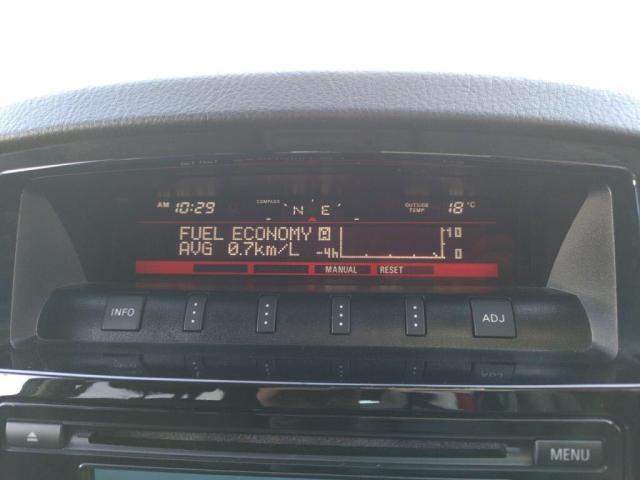 COMPASS
AM 10:29 N E OUTSIDE TEMP. 18 °C
FUEL ECONOMY A 10
AVG 0.7km/L -4h 0
MANUAL RESET
INFO ADJ
MENU